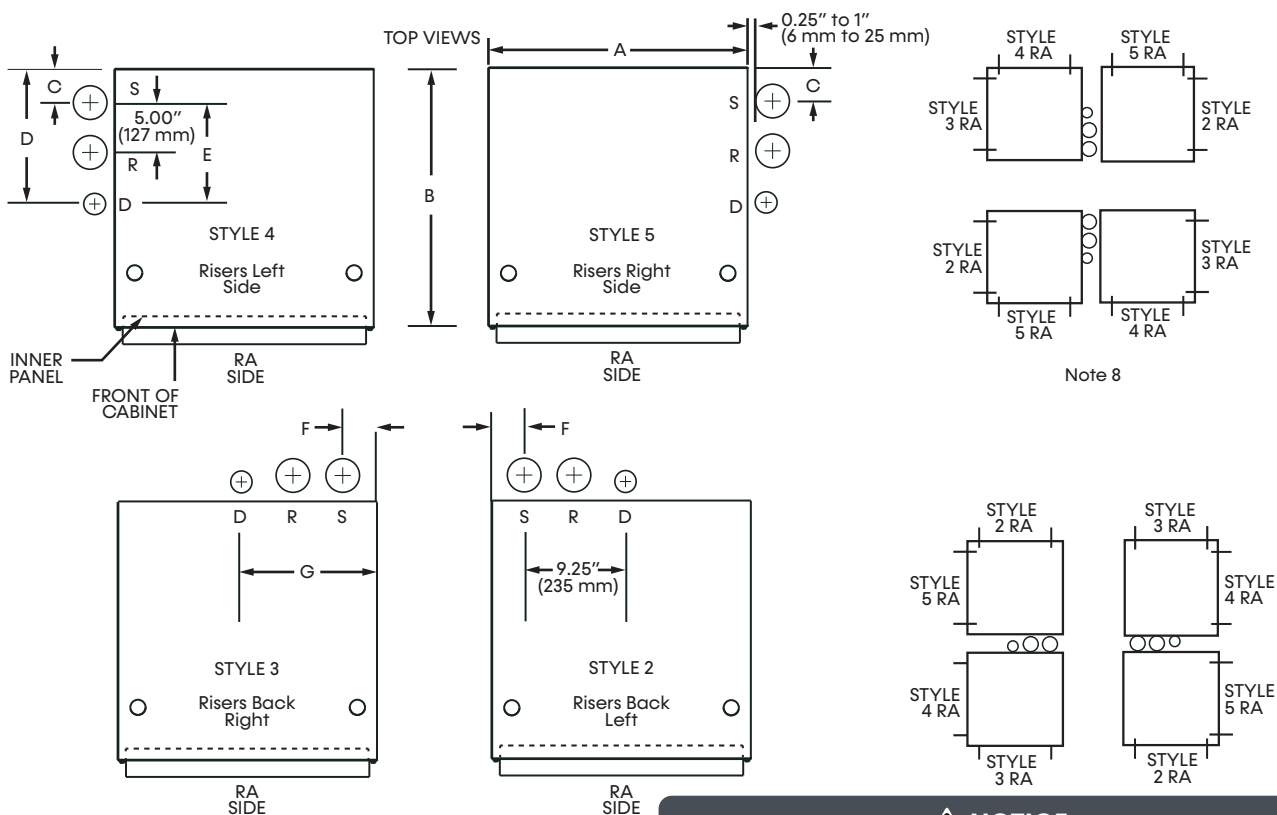 TOP VIEWS
A
0.25" to 1"
(6 mm to 25 mm)
C
D
S
5.00"
(127 mm)
R
E
D
STYLE 4
Risers Left
Side
INNER
PANEL
FRONT OF
CABINET
RA
SIDE
B
C
S
R
D
STYLE 5
Risers Right
Side
RA
SIDE
STYLE
4 RA
STYLE
5 RA
STYLE
3 RA
STYLE
2 RA
STYLE
2 RA
STYLE
3 RA
STYLE
5 RA
STYLE
4 RA
Note 8
F
D
R
S
G
STYLE 3
Risers Back
Right
RA
SIDE
F
S
R
D
9.25"
(235 mm)
STYLE 2
Risers Back
Left
RA
SIDE
STYLE
2 RA
STYLE
3 RA
STYLE
5 RA
STYLE
4 RA
STYLE
4 RA
STYLE
5 RA
STYLE
3 RA
STYLE
2 RA
NOTICE